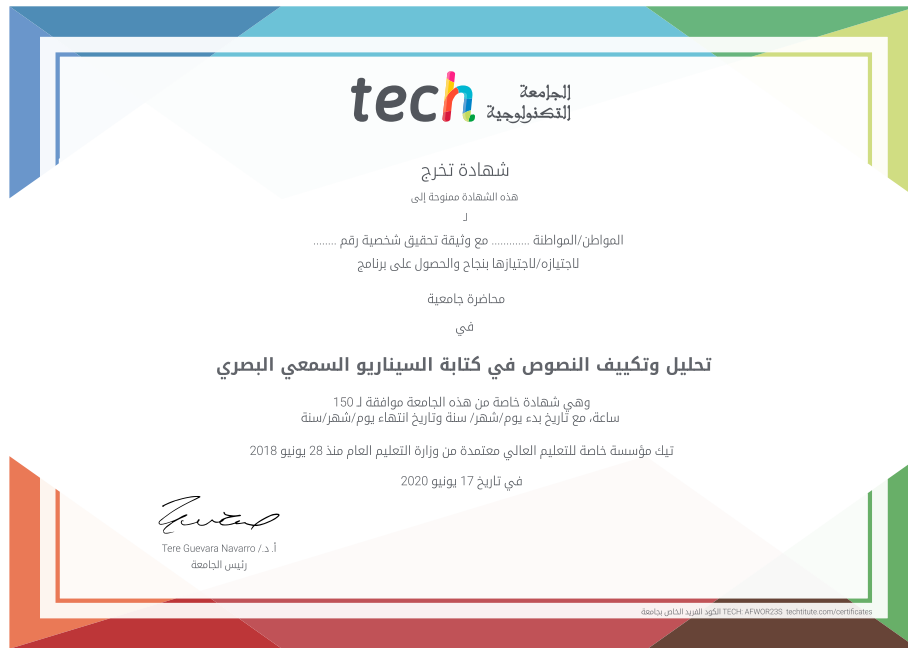 tech
الجامعة
التكنولوجية
شهادة تخرج
هذه الشهادة ممنوحة إلى
لـ
المواطن/المواطنة ............ مع وثيقة تحقيق شخصية رقم ........
لاجتيازه/لاجتيازها بنجاح والحصول على برنامج
محاضرة جامعية
في
تحليل وتكييف النصوص في كتابة السيناريو السمعي البصري
وهي شهادة خاصة من هذه الجامعة موافقة لـ 150
ساعة، مع تاريخ بدء يوم/شهر/ سنة وتاريخ انتهاء يوم/شهر/سنة
تيك مؤسسة خاصة للتعليم العالي معتمدة من وزارة التعليم العام منذ 28 يونيو 2018
في تاريخ 17 يونيو 2020
أ. د./ Tere Guevara Navarro
رئيس الجامعة
الكود الفريد الخاص بجامعة TECH: AFWOR23S techtitute.com/certificates